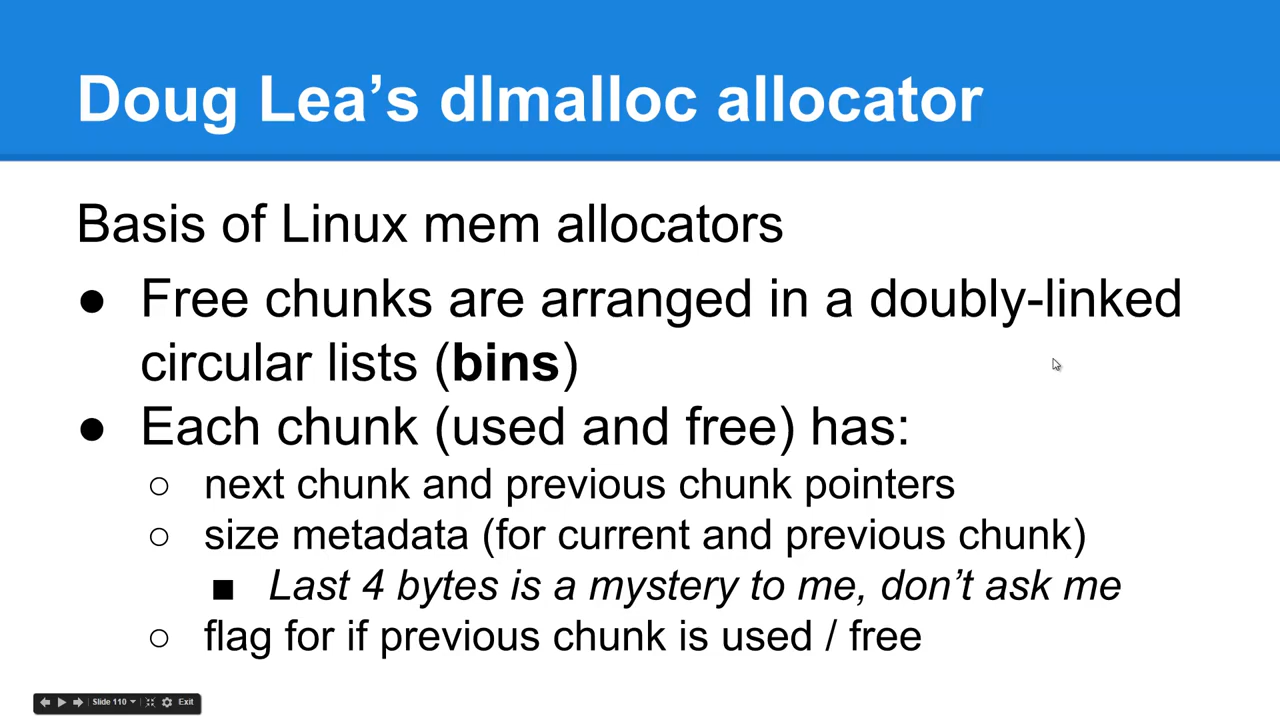 Doug Lea’s dlmalloc allocator
Basis of Linux mem allocators
● Free chunks are arranged in a doubly-linked
circular lists (bins)
● Each chunk (used and free) has:
○ next chunk and previous chunk pointers
○ size metadata (for current and previous chunk)
■ Last 4 bytes is a mystery to me, don’t ask me
○ flag for if previous chunk is used / free
Slide 110 Exit